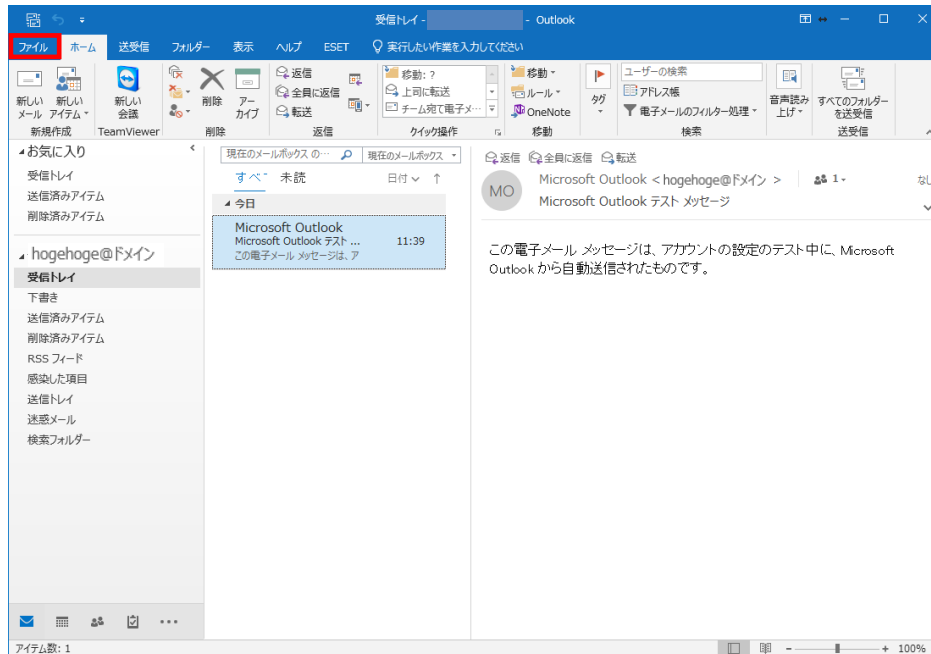 受信トレイ -
- Outlook
ファイル ホーム 送受信 フォルダー 表示 ヘルプ ESET 実行したい作業を入力してください
新しい
メール
新しい
アイテム
新規作成
新しい
会議
TeamViewer
削除
アー
カイブ
削除
返信
全員に返信
転送
返信
移動: ?
上司に転送
チーム宛て電子メ…
クイック操作
移動
ルール
OneNote
移動
タグ
ユーザーの検索
アドレス帳
電子メールのフィルター処理
検索
音声読み
上げ
すべてのフォルダー
を送受信
送受信
お気に入り
受信トレイ
送信済みアイテム
削除済みアイテム
hogehoge@ドメイン
受信トレイ
下書き
送信済みアイテム
削除済みアイテム
RSS フィード
感染した項目
送信トレイ
迷惑メール
検索フォルダー
現在のメールボックス の… 現在のメールボックス
すべて 未読 日付 ↑
今日
Microsoft Outlook
Microsoft Outlook テスト ... 11:39
この電子メール メッセージは、ア
返信 全員に返信 転送
MO
Microsoft Outlook <hogehoge@ドメイン > 1
Microsoft Outlook テスト メッセージ
なし
この電子メール メッセージは、アカウントの設定のテスト中に、Microsoft
Outlook から自動送信されたものです。
アイテム数: 1
- + 100%